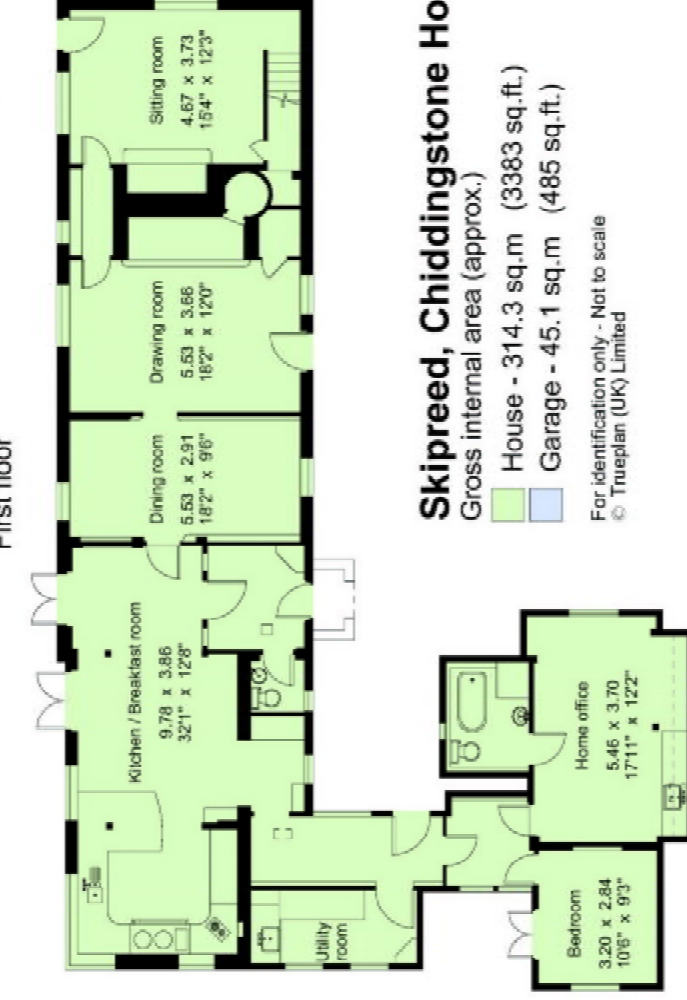 First floor
Sitting room
4.67 x 3.73
15'4" x 12'3"
Drawing room
5.53 x 3.66
18'2" x 12'0"
Dining room
5.53 x 2.91
18'2" x 9'6"
Kitchen / Breakfast room
9.78 x 3.86
32'1" x 12'8"
Utility
room
Home office
5.46 x 3.70
17'11" x 12'2"
Bedroom
3.20 x 2.84
10'6" x 9'3"
Skipreed, Chiddingstone Ho
Gross internal area (approx.)
House - 314.3 sq.m (3383 sq.ft.)
Garage - 45.1 sq.m (485 sq.ft.)
For identification only - Not to scale
© Trueplan (UK) Limited